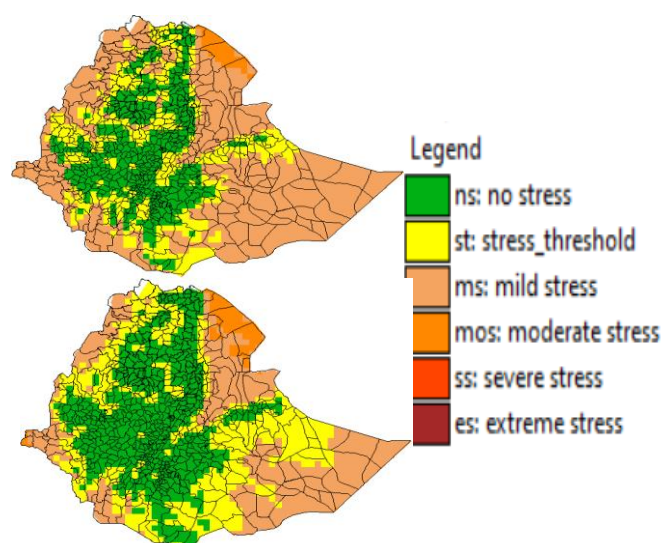 Legend
ns: no stress
st: stress_threshold
ms: mild stress
mos: moderate stress
ss: severe stress
es: extreme stress